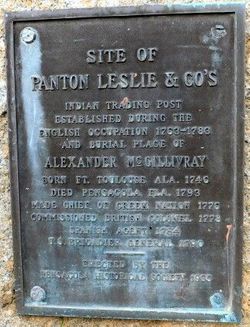 SITE OF
PANTON LESLIE & CO'S
INDIAN TRADING POST
ESTABLISHED DURING THE
ENGLISH OCCUPATION 1763-1783
AND BURIAL PLACE OF
ALEXANDER McGILLIVRAY
BORN FT. TOULOUSE ALA. 1740
DIED PENSACOLA FLA. 1793
MADE CHIEF OF CREEK NATION 1776
COMMISSIONED BRITISH COLONEL 1778
SPANISH AGENT 1784
U.S. BRIGADIER GENERAL 1790
ERECTED BY THE
PENSACOLA HISTORICAL SOCIETY